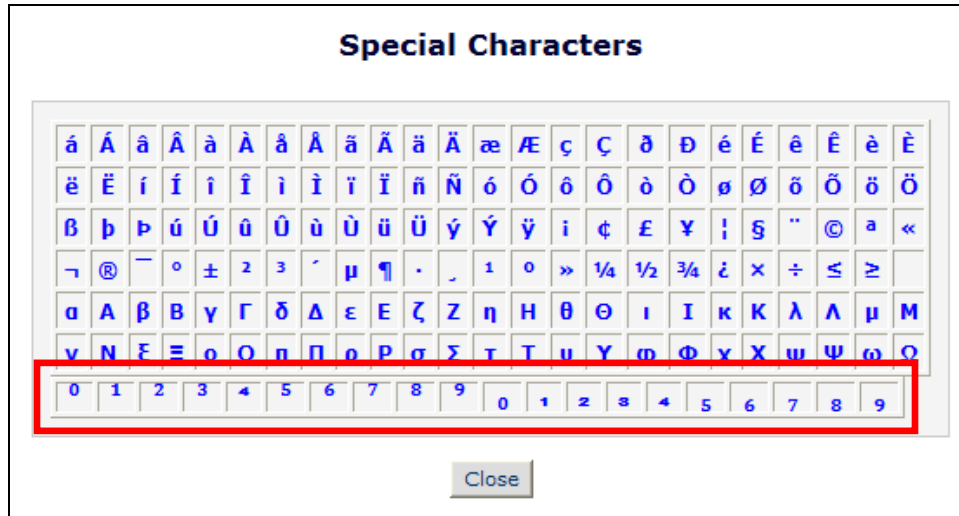 Special Characters
á Á â Â à À å Å ã Ã ä Ä æ Æ ç Ç ð Ð é É ê Ê è È
ë Ë í Í î Î ì Ì ï Ï ñ Ñ ó Ó ô Ô ò Ò ø Ø õ Õ ö Ö
ß þ Þ ú Ú û Û ù Ù ü Ü ý Ý ÿ ¡ ¢ £ ¥ ¦ § ¨ © ª «
¬ ® ¯ ° ± ² ³ ´ µ ¶ · ¸ ¹ º » ¼ ½ ¾ ¿ × ÷ ≤ ≥
α Α β Β γ Γ δ Δ ε Ε ζ Ζ η Η θ Θ ι Ι κ Κ λ Λ μ Μ
ν Ν ξ Ξ ο Ο π Π ρ Ρ σ Σ τ Τ υ Υ φ Φ χ Χ ψ Ψ ω Ω
⁰ ¹ ² ³ ⁴ ⁵ ⁶ ⁷ ⁸ ⁹ ₀ ₁ ₂ ₃ ₄ ₅ ₆ ₇ ₈ ₉
Close